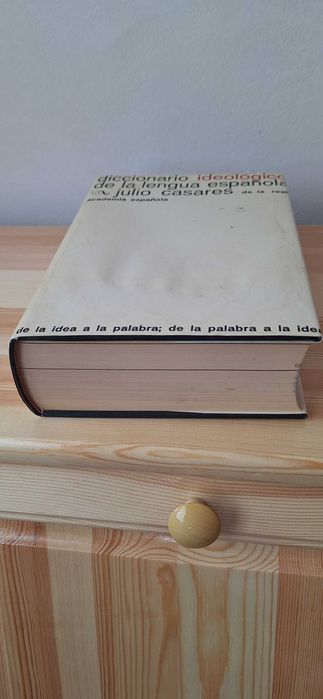 diccionario ideológico
de la lengua española
julio casares de la real
academia española
de la idea a la palabra; de la palabra a la idea